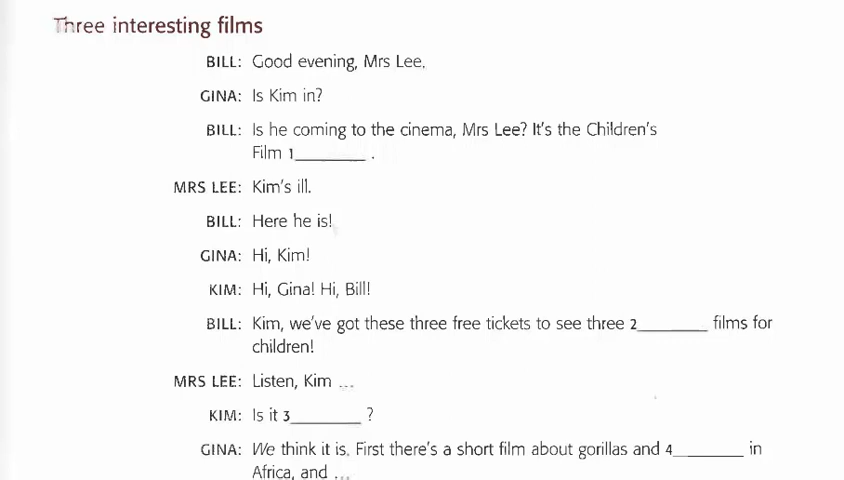 Three interesting films
BILL: Good evening, Mrs Lee.
GINA: Is Kim in?
BILL: Is he coming to the cinema, Mrs Lee? It's the Children's
Film 1________ .
MRS LEE: Kim's ill.
BILL: Here he is!
GINA: Hi, Kim!
KIM: Hi, Gina! Hi, Bill!
BILL: Kim, we've got these three free tickets to see three 2________ films for
children!
MRS LEE: Listen, Kim ...
KIM: Is it 3________ ?
GINA: We think it is. First there's a short film about gorillas and 4________ in
Africa, and ...